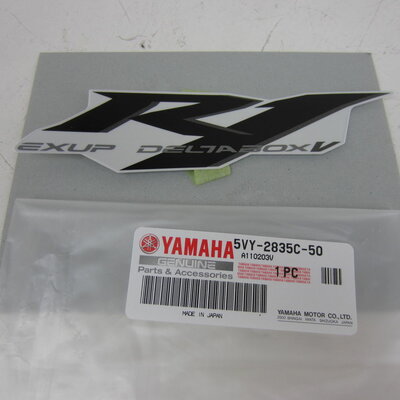 R1
EXUP DELTABOXV
YAMAHA
5VY-2835C-50
GENUINE
A110203V
Parts & Accessories
1 PC
MADE IN JAPAN
YAMAHA MOTOR CO.,LTD.